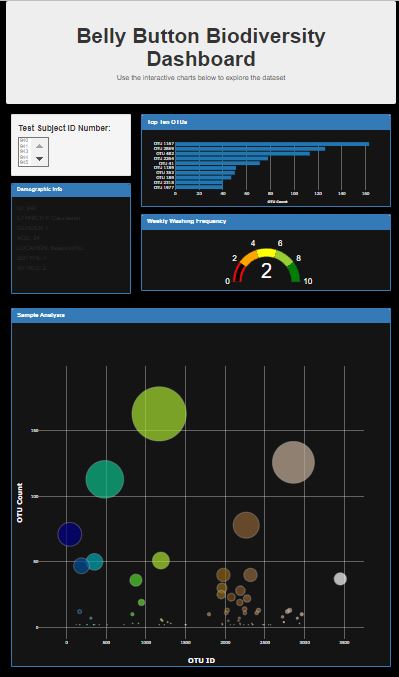 Belly Button Biodiversity
Dashboard
Use the interactive charts below to explore the dataset
Test Subject ID Number:
940
941
943
944
945
Top Ten OTUs
OTU 1167
OTU 2859
OTU 482
OTU 2264
OTU 41
OTU 1189
OTU 352
OTU 189
OTU 2318
OTU 1977
0 20 40 60 80 100 120 140 160
OTU Count
Demographic Info
ID: 940
ETHNICITY: Caucasian
GENDER: F
AGE: 24
LOCATION: Beaufort/NC
BBTYPE: I
WFREQ: 2
Weekly Washing Frequency
0 2 4 6 8 10
2
Sample Analysis
OTU Count
150
100
50
0
0 500 1000 1500 2000 2500 3000 3500
OTU ID